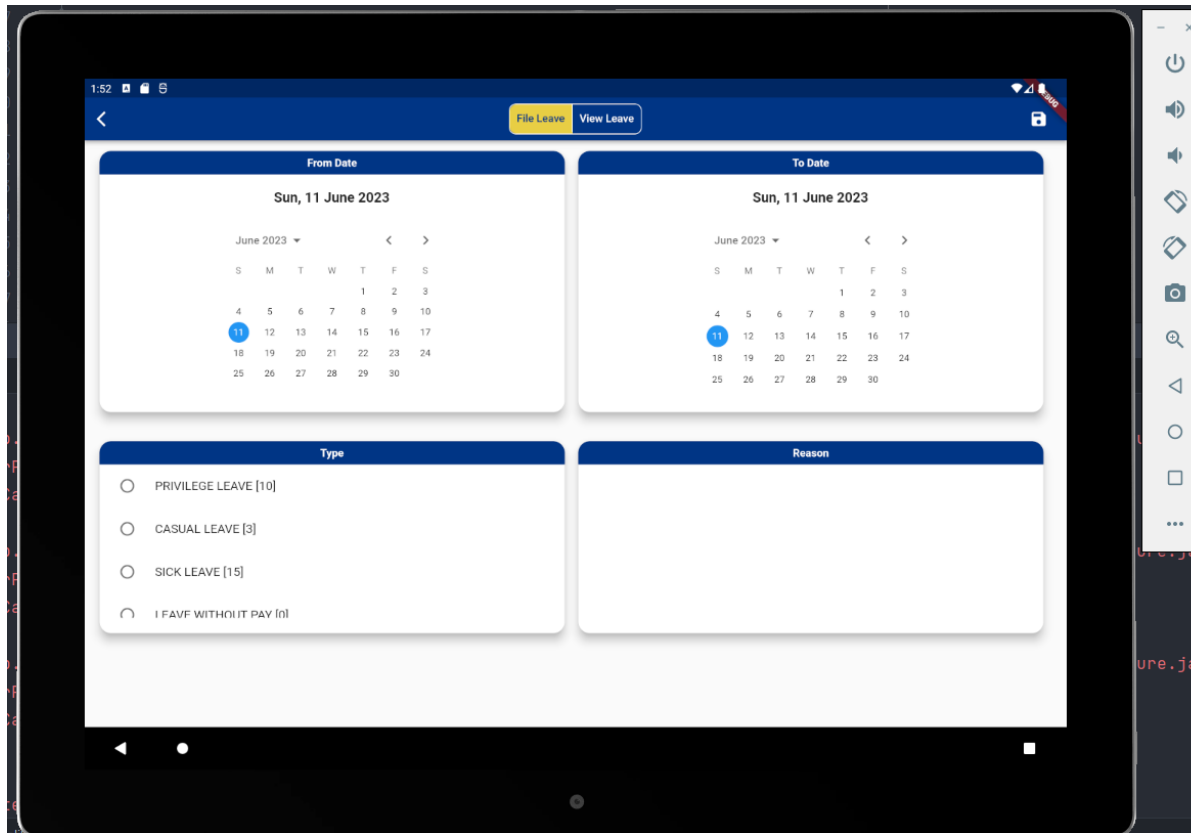 1:52
DEBUG
File Leave View Leave
From Date
Sun, 11 June 2023
June 2023
S M T W T F S
1 2 3
4 5 6 7 8 9 10
11 12 13 14 15 16 17
18 19 20 21 22 23 24
25 26 27 28 29 30
To Date
Sun, 11 June 2023
June 2023
S M T W T F S
1 2 3
4 5 6 7 8 9 10
11 12 13 14 15 16 17
18 19 20 21 22 23 24
25 26 27 28 29 30
Type
PRIVILEGE LEAVE [10]
CASUAL LEAVE [3]
SICK LEAVE [15]
LEAVE WITHOUT PAY [0]
Reason
ure.ja